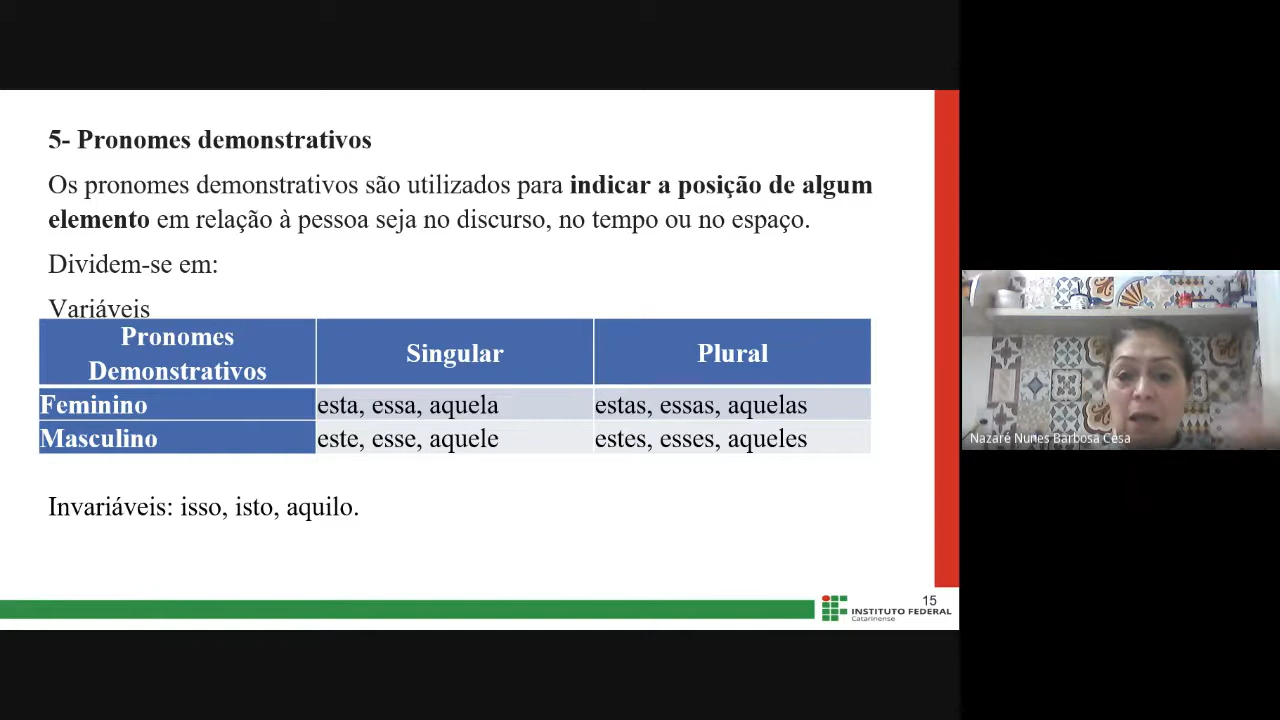 5- Pronomes demonstrativos
Os pronomes demonstrativos são utilizados para indicar a posição de algum
elemento em relação à pessoa seja no discurso, no tempo ou no espaço.
Dividem-se em:
Variáveis
Pronomes
Demonstrativos
Singular
Plural
Feminino
esta, essa, aquela
estas, essas, aquelas
Masculino
este, esse, aquele
estes, esses, aqueles
Invariáveis: isso, isto, aquilo.
15
INSTITUTO FEDERAL
Catarinense
Nazaré Nunes Barbosa Cesa